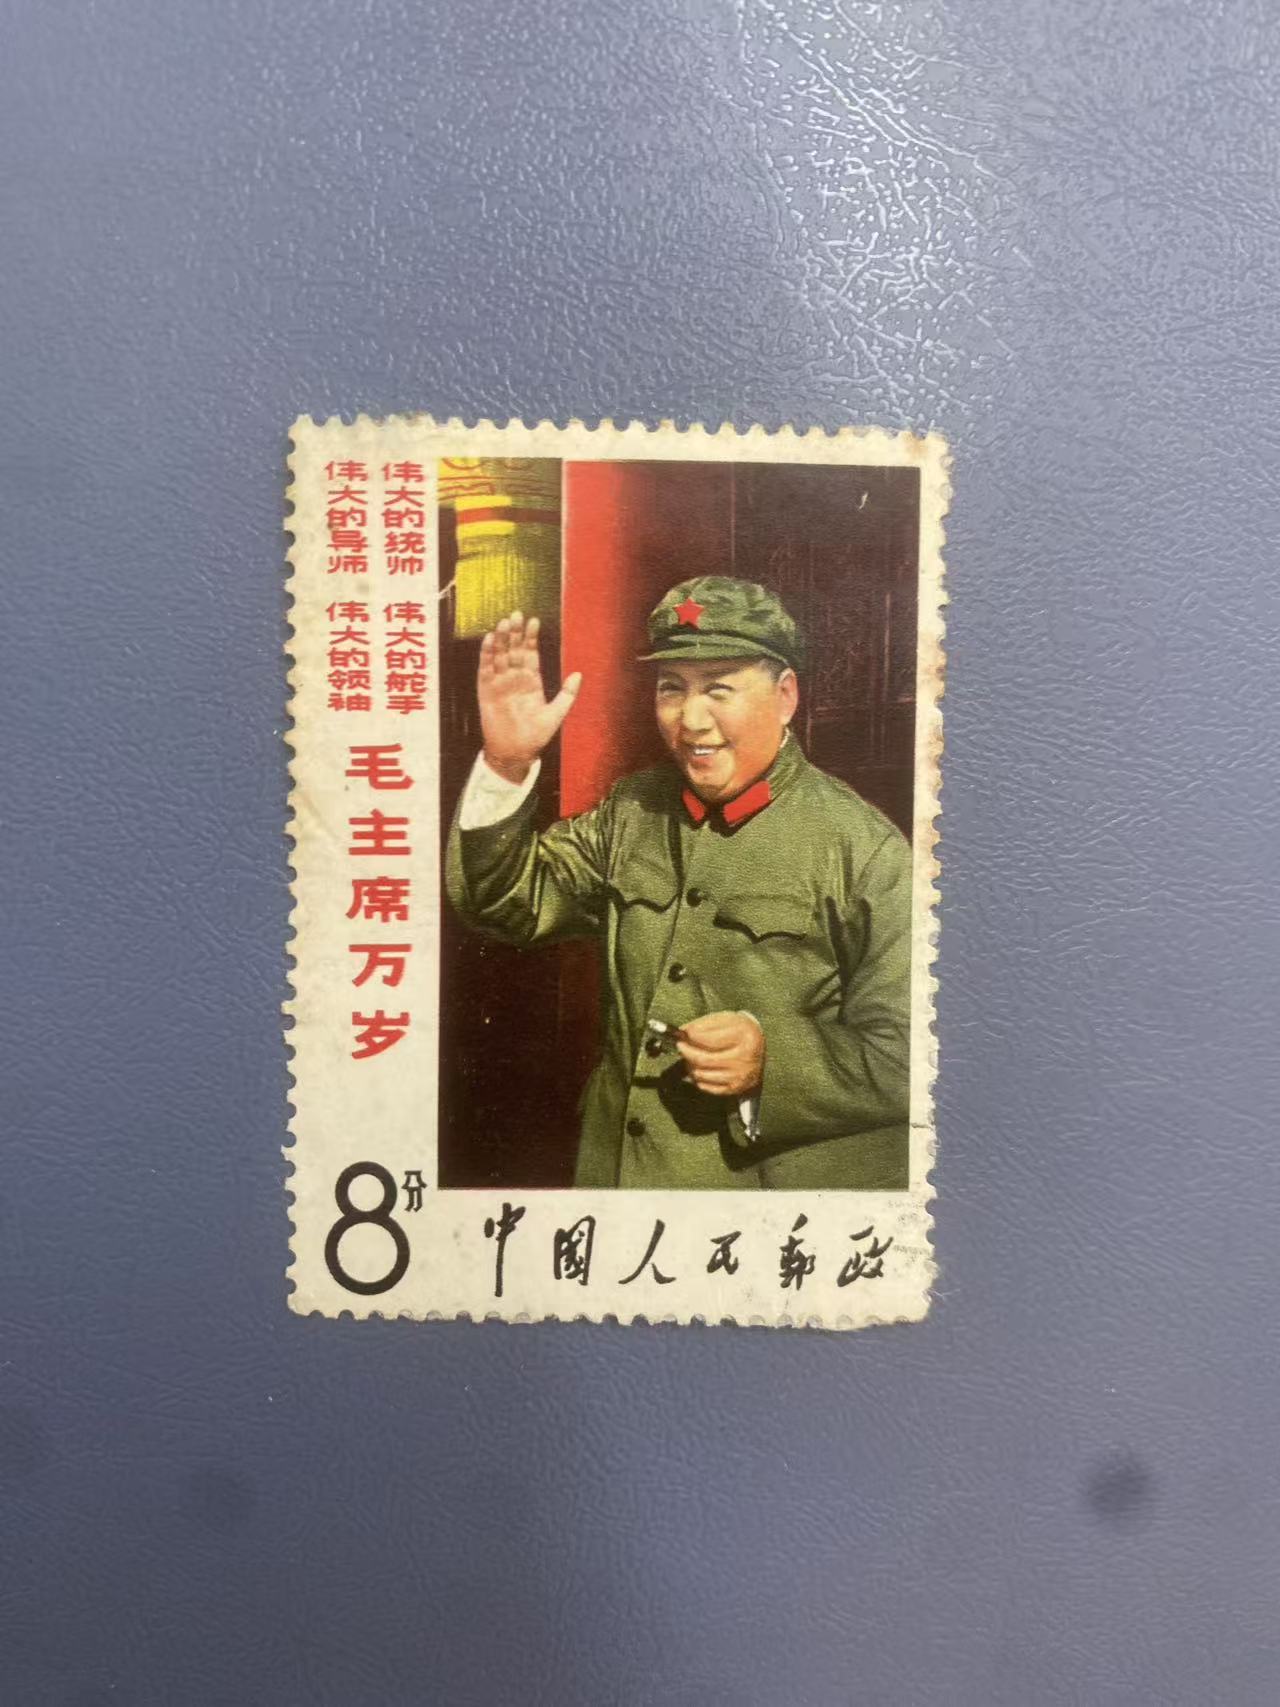 伟大的导师
伟大的领袖
伟大的统帅
伟大的舵手
毛主席万岁
8分
中国人民郵政